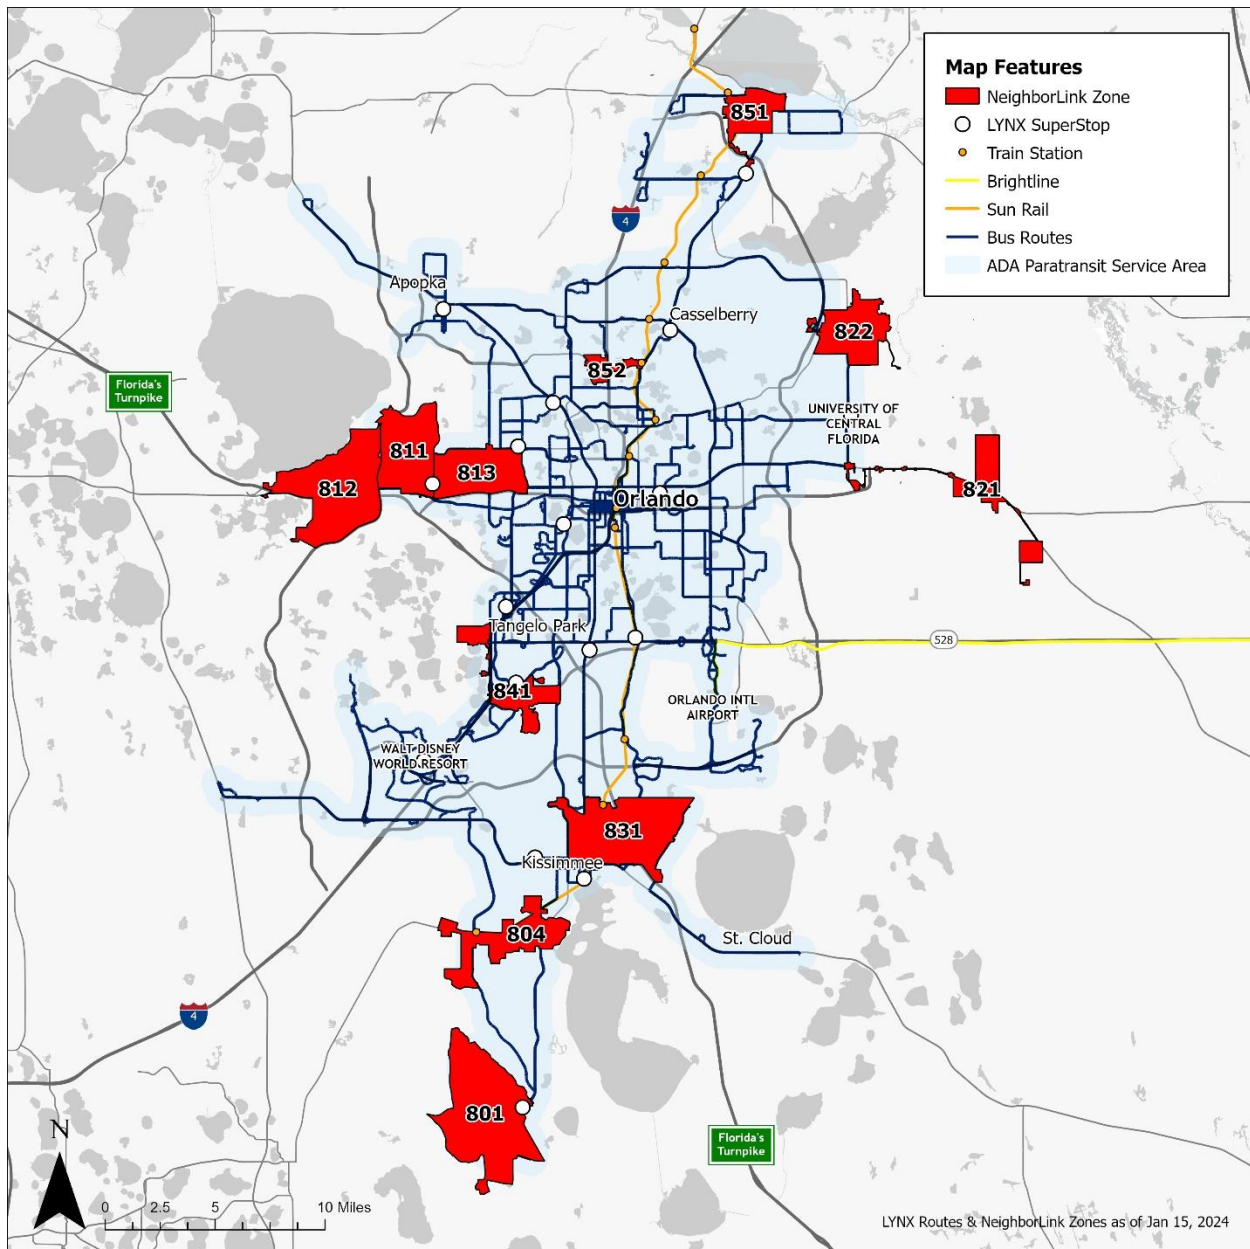 Map Features
NeighborLink Zone
LYNX SuperStop
Train Station
Brightline
Sun Rail
Bus Routes
ADA Paratransit Service Area
851
4
Apopka
Casselberry
822
852
Florida's
Turnpike
UNIVERSITY OF
CENTRAL
FLORIDA
811
813
812
821
Orlando
Tangelo Park
528
841
ORLANDO INTL
AIRPORT
WALT DISNEY
WORLD RESORT
831
Kissimmee
804
St. Cloud
4
801
Florida's
Turnpike
N
0 2.5 5 10 Miles
LYNX Routes & NeighborLink Zones as of Jan 15, 2024